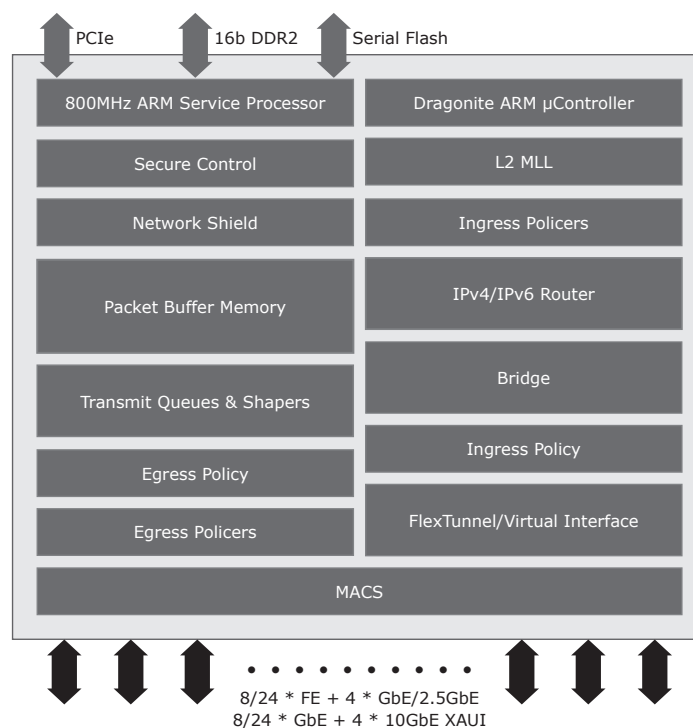 PCIe
16b DDR2
Serial Flash
800MHz ARM Service Processor
Dragonite ARM µController
Secure Control
L2 MLL
Network Shield
Ingress Policers
Packet Buffer Memory
IPv4/IPv6 Router
Transmit Queues & Shapers
Bridge
Egress Policy
Ingress Policy
Egress Policers
FlexTunnel/Virtual Interface
MACS
8/24 * FE + 4 * GbE/2.5GbE
8/24 * GbE + 4 * 10GbE XAUI